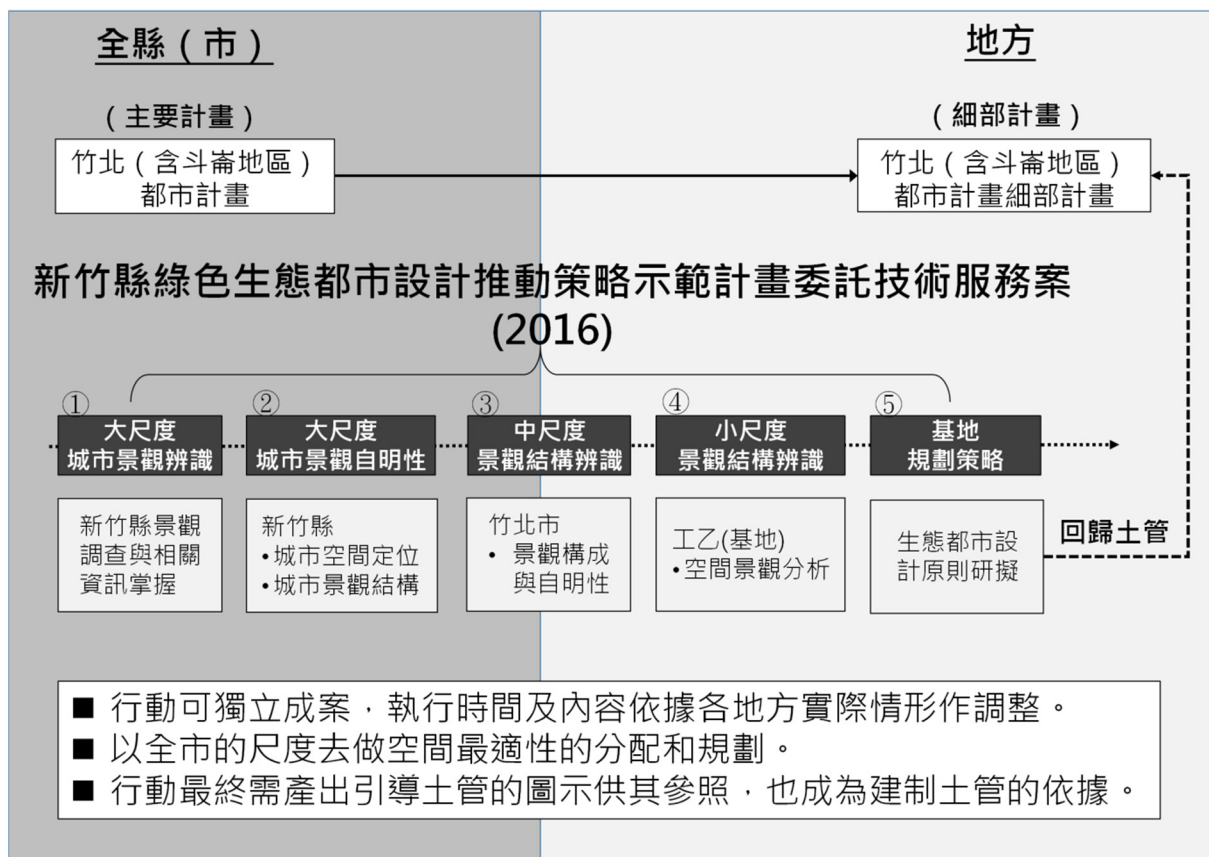 全縣（市）
地方
（主要計畫）
（細部計畫）
竹北（含斗崙地區）
都市計畫
竹北（含斗崙地區）
都市計畫細部計畫
新竹縣綠色生態都市設計推動策略示範計畫委託技術服務案
(2016)
①
大尺度
城市景觀辨識
②
大尺度
城市景觀自明性
③
中尺度
景觀結構辨識
④
小尺度
景觀結構辨識
⑤
基地
規劃策略
新竹縣景觀
調查與相關
資訊掌握
新竹縣
•城市空間定位
•城市景觀結構
竹北市
• 景觀構成
與自明性
工乙(基地)
•空間景觀分析
生態都市設
計原則研擬
回歸土管
■ 行動可獨立成案，執行時間及內容依據各地方實際情形作調整。
■ 以全市的尺度去做空間最適性的分配和規劃。
■ 行動最終需產出引導土管的圖示供其參照，也成為建制土管的依據。